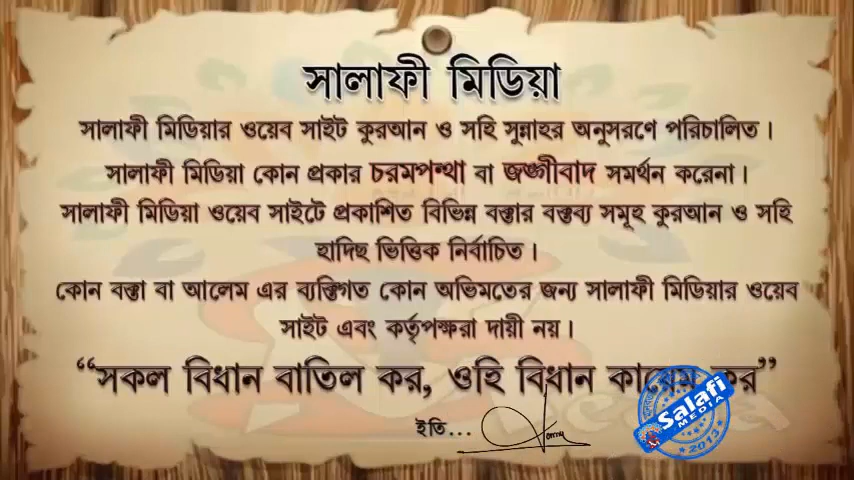 সালাফী মিডিয়া
সালাফী মিডিয়ার ওয়েব সাইট কুরআন ও সহি সুন্নাহর অনুসরণে পরিচালিত।
সালাফী মিডিয়া কোন প্রকার চরমপন্থা বা জঙ্গীবাদ সমর্থন করেনা।
সালাফী মিডিয়া ওয়েব সাইটে প্রকাশিত বিভিন্ন বক্তার বক্তব্য সমূহ কুরআন ও সহি
হাদিছ ভিত্তিক নির্বাচিত।
কোন বক্তা বা আলেম এর ব্যক্তিগত কোন অভিমতের জন্য সালাফী মিডিয়ার ওয়েব
সাইট এবং কর্তৃপক্ষরা দায়ী নয়।
“সকল বিধান বাতিল কর, ওহি বিধান কায়েম কর”
ইতি...
Salafi
MEDIA
2013